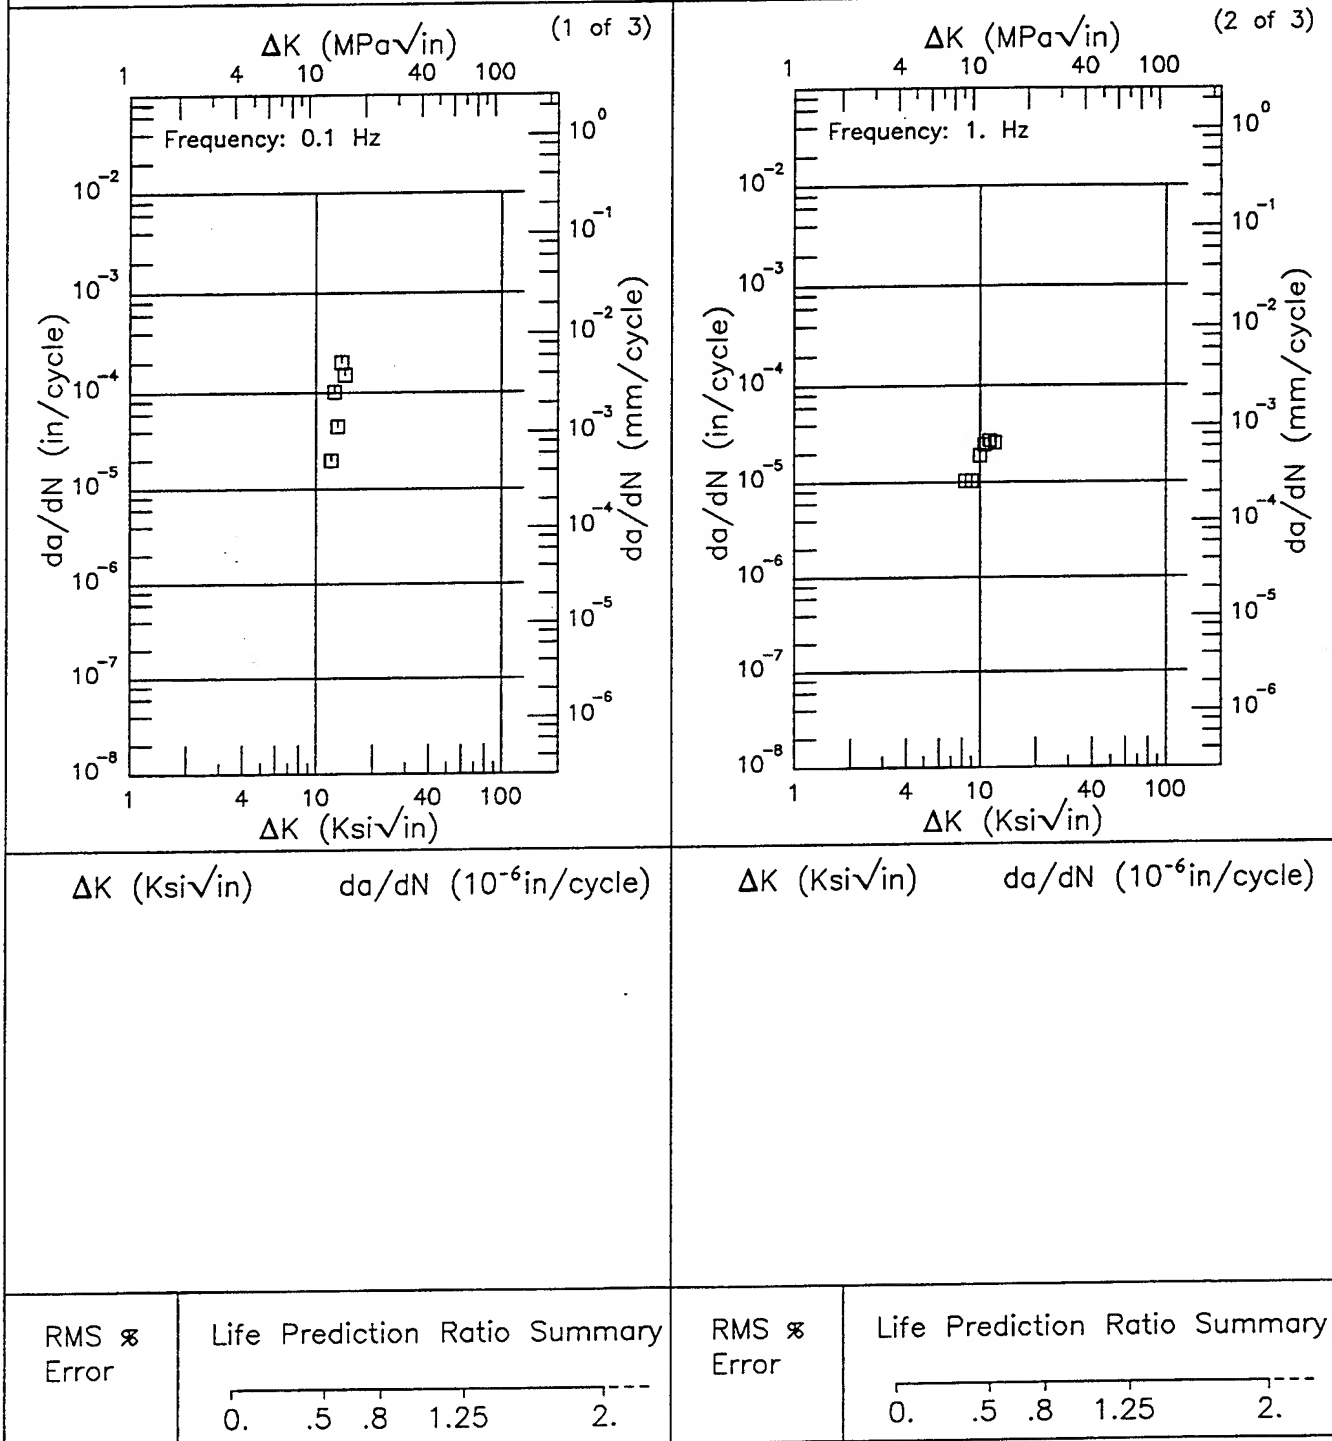 (1 of 3)
ΔK (MPa√in)
1 4 10 40 100
Frequency: 0.1 Hz
10⁰
10⁻²
10⁻¹
10⁻³
10⁻²
10⁻⁴
10⁻³
10⁻⁵
10⁻⁴
10⁻⁶
10⁻⁵
10⁻⁷
10⁻⁶
10⁻⁸
da/dN (in/cycle)
da/dN (mm/cycle)
1 4 10 40 100
ΔK (Ksi√in)
ΔK (Ksi√in) da/dN (10⁻⁶in/cycle)
RMS %
Error
Life Prediction Ratio Summary
0. .5 .8 1.25 2.
(2 of 3)
ΔK (MPa√in)
1 4 10 40 100
Frequency: 1. Hz
10⁰
10⁻²
10⁻¹
10⁻³
10⁻²
10⁻⁴
10⁻³
10⁻⁵
10⁻⁴
10⁻⁶
10⁻⁵
10⁻⁷
10⁻⁶
10⁻⁸
da/dN (in/cycle)
da/dN (mm/cycle)
1 4 10 40 100
ΔK (Ksi√in)
ΔK (Ksi√in) da/dN (10⁻⁶in/cycle)
RMS %
Error
Life Prediction Ratio Summary
0. .5 .8 1.25 2.